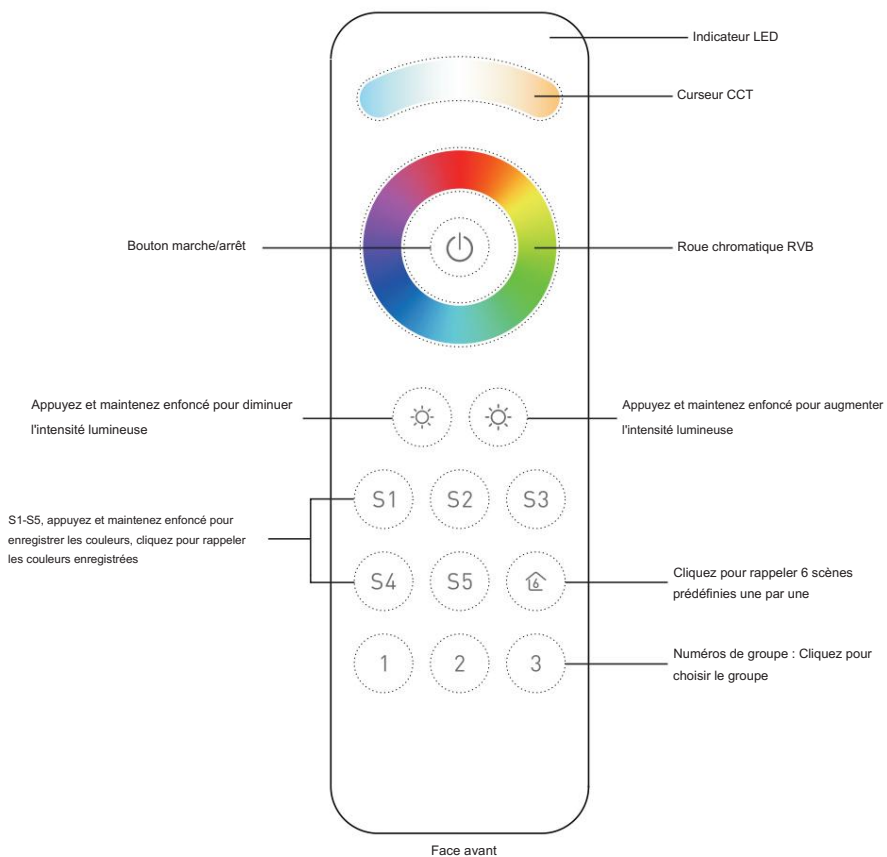 Indicateur LED
Curseur CCT
Bouton marche/arrêt
Roue chromatique RVB
Appuyez et maintenez enfoncé pour diminuer
l'intensité lumineuse
Appuyez et maintenez enfoncé pour augmenter
l'intensité lumineuse
S1-S5, appuyez et maintenez enfoncé pour
enregistrer les couleurs, cliquez pour rappeler
les couleurs enregistrées
S1 S2 S3
S4 S5 6
Cliquez pour rappeler 6 scènes
prédéfinies une par une
1 2 3
Numéros de groupe : Cliquez pour
choisir le groupe
Face avant